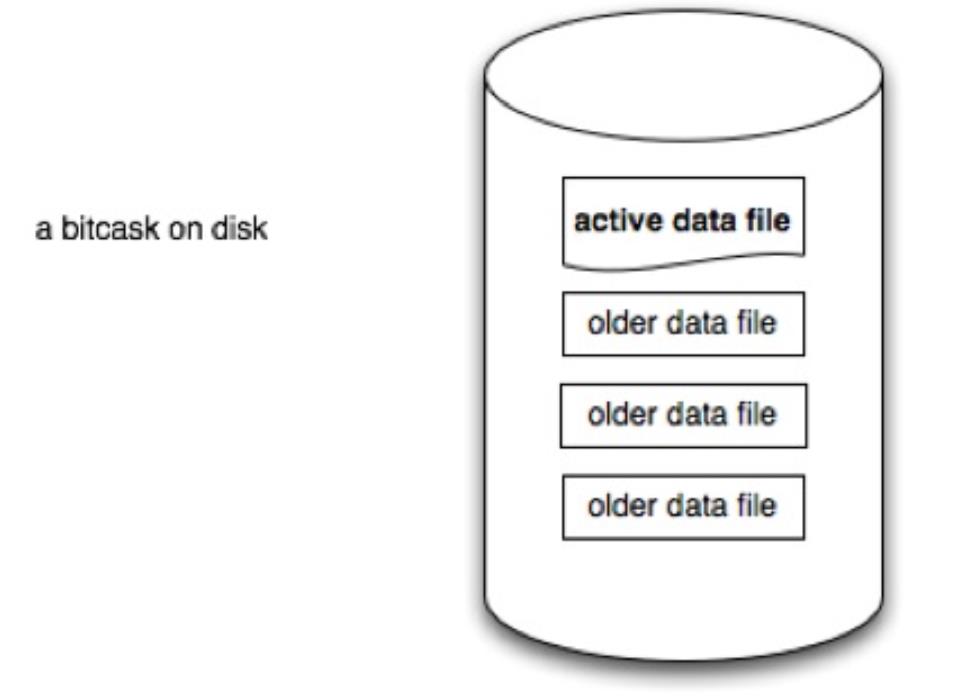 a bitcask on disk
active data file
older data file
older data file
older data file